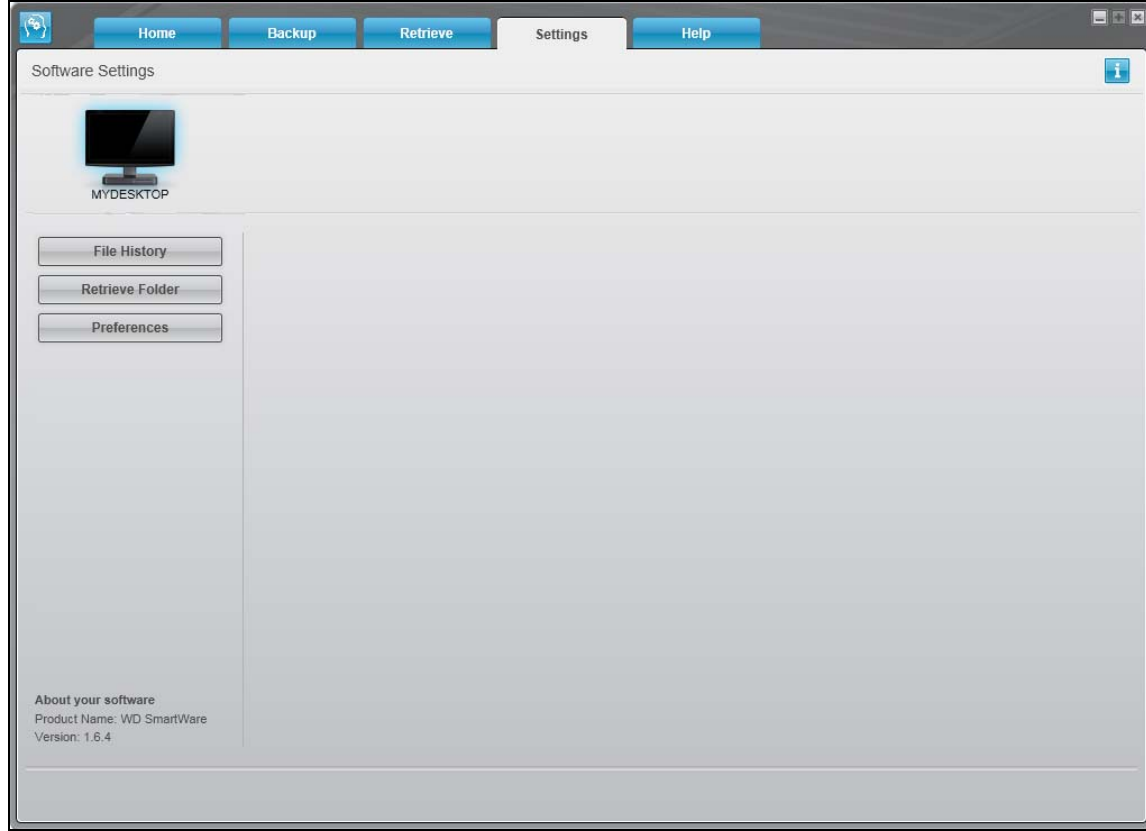 Home Backup Retrieve Settings Help
Software Settings
MYDESKTOP
File History
Retrieve Folder
Preferences
About your software
Product Name: WD SmartWare
Version: 1.6.4